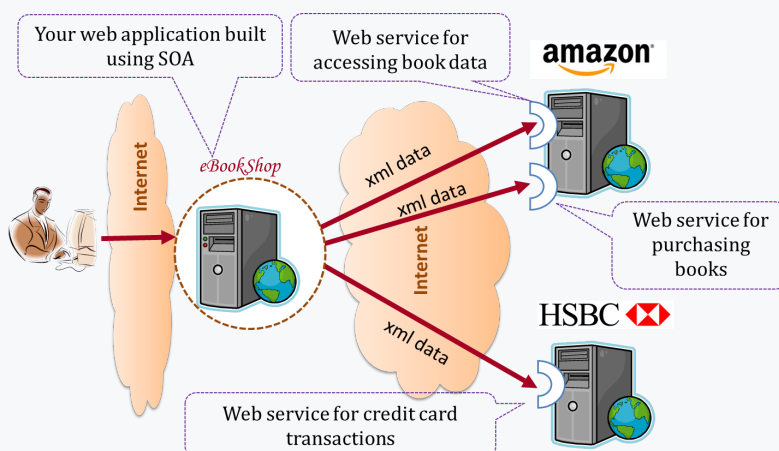 Your web application built
using SOA
Web service for
accessing book data
amazon
eBookShop
Internet
xml data
xml data
Internet
xml data
Web service for
purchasing
books
HSBC
Web service for credit card
transactions